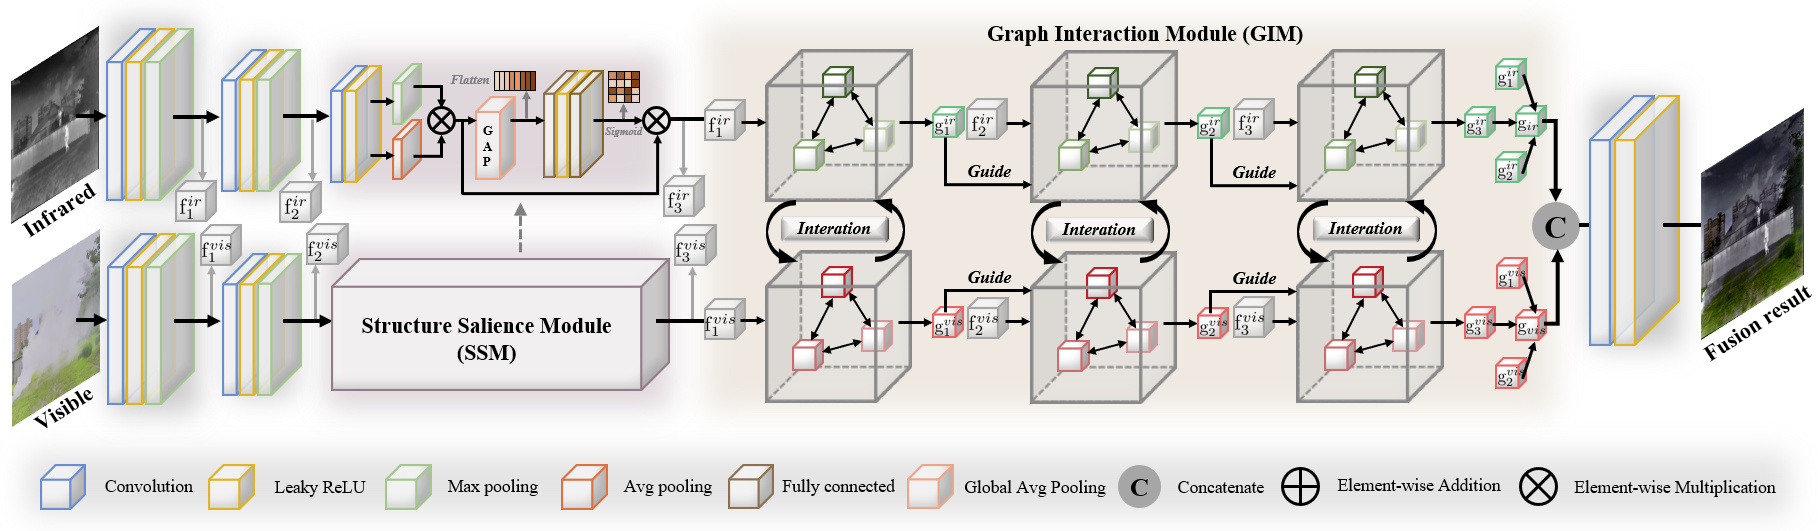 Graph Interaction Module (GIM)
Infrared
Flatten
GAP
Sigmoid
f_1^{ir}
f_2^{ir}
f_3^{ir}
f_1^{ir}
g_1^{ir}
f_2^{ir}
g_2^{ir}
f_3^{ir}
g_3^{ir}
g_1^{ir}
g_{ir}
g_2^{ir}
Guide
Guide
Interation
Interation
Interation
C
Fusion result
Visible
f_1^{vis}
f_2^{vis}
f_3^{vis}
Structure Salience Module
(SSM)
f_1^{vis}
g_1^{vis}
f_2^{vis}
g_2^{vis}
f_3^{vis}
g_3^{vis}
g_1^{vis}
g_{vis}
g_2^{vis}
Guide
Guide
Convolution
Leaky ReLU
Max pooling
Avg pooling
Fully connected
Global Avg Pooling
C
Concatenate
Element-wise Addition
Element-wise Multiplication